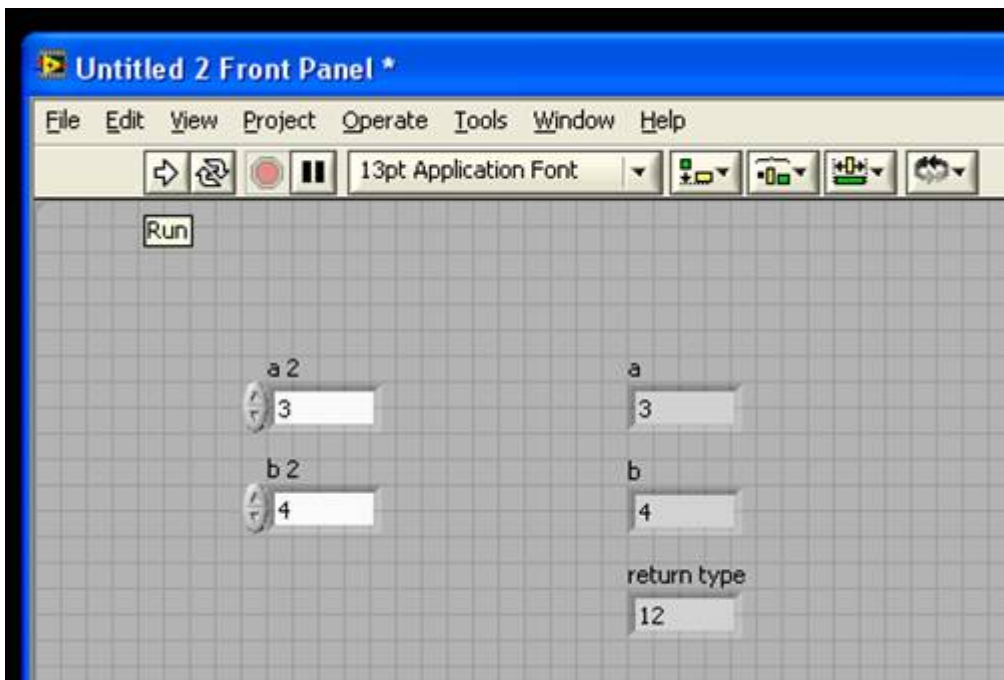 Untitled 2 Front Panel *
File Edit View Project Operate Tools Window Help
13pt Application Font
Run
a 2
3
a
3
b 2
4
b
4
return type
12